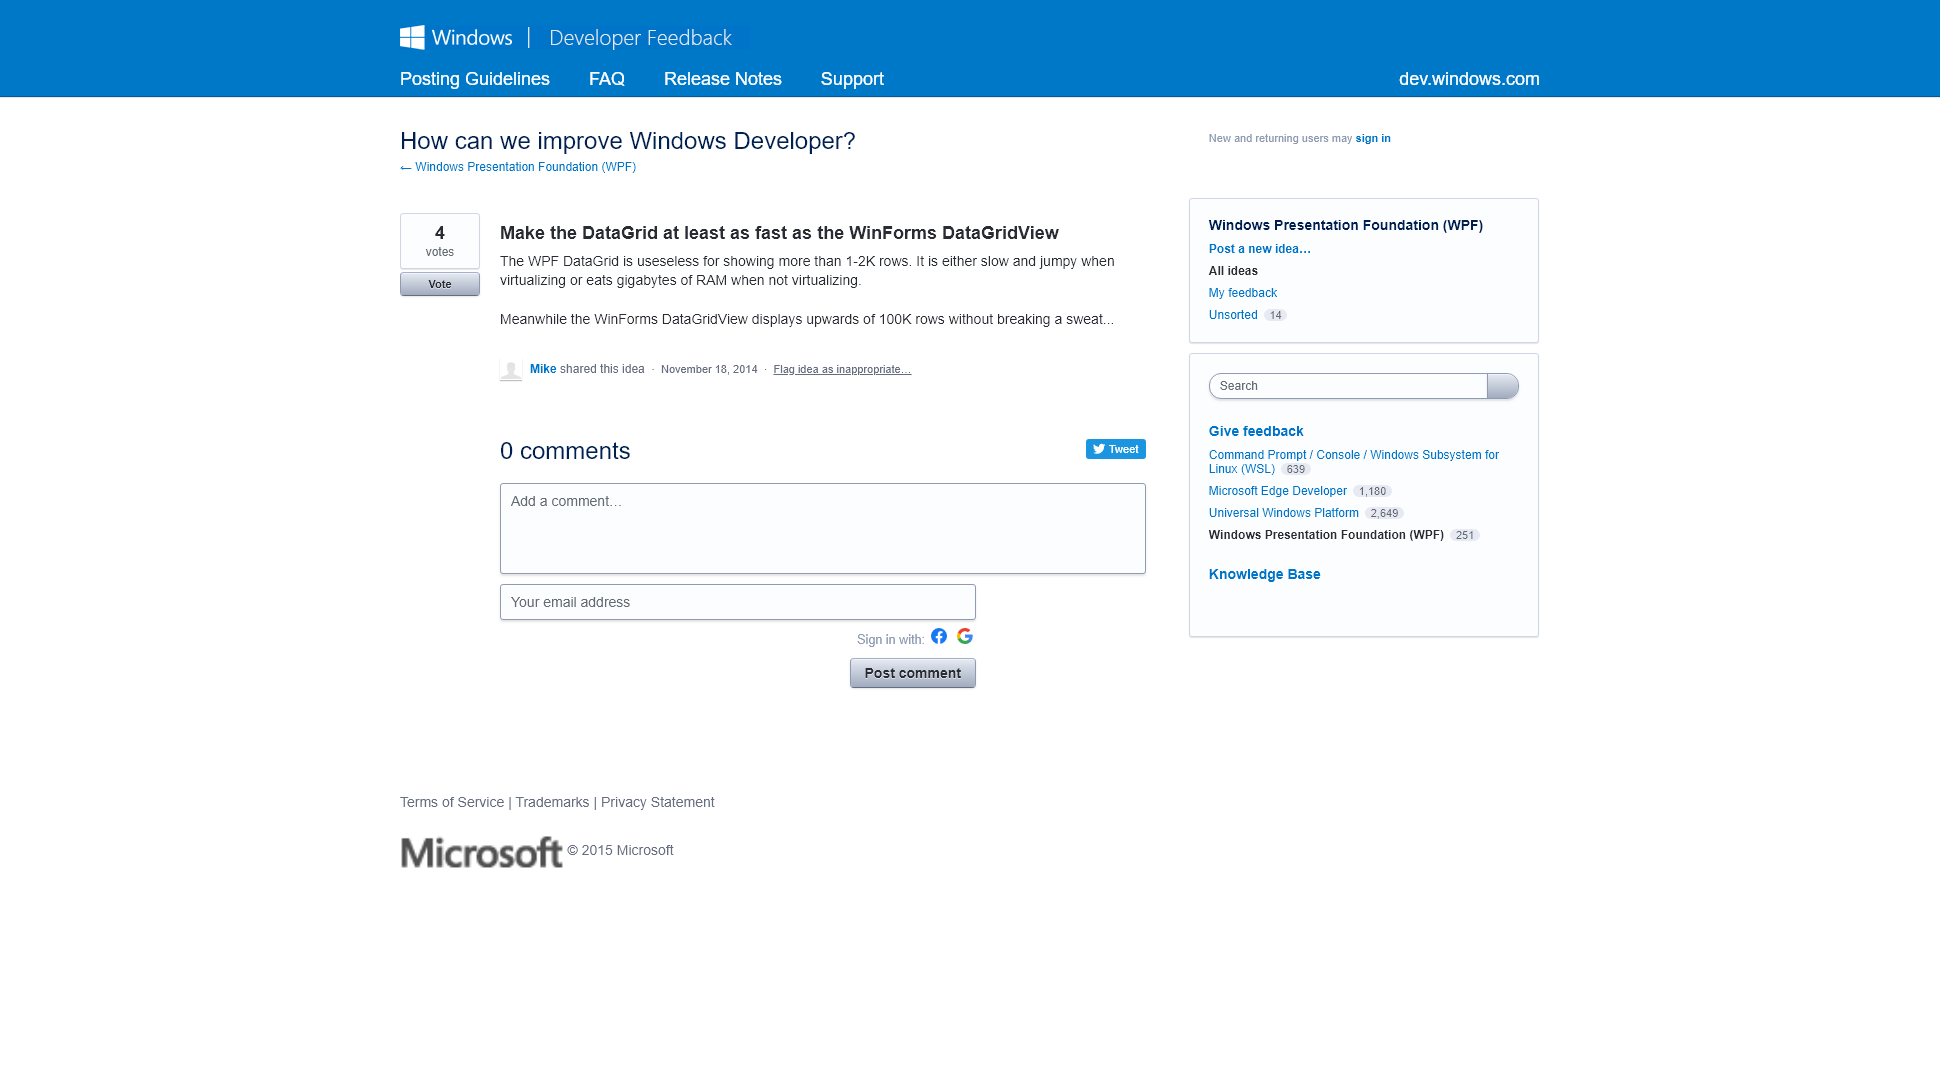 Windows | Developer Feedback
Posting Guidelines FAQ Release Notes Support dev.windows.com
How can we improve Windows Developer?
← Windows Presentation Foundation (WPF)
New and returning users may sign in
4
votes
Vote
Make the DataGrid at least as fast as the WinForms DataGridView
The WPF DataGrid is useseless for showing more than 1-2K rows. It is either slow and jumpy when
virtualizing or eats gigabytes of RAM when not virtualizing.
Meanwhile the WinForms DataGridView displays upwards of 100K rows without breaking a sweat...
Mike shared this idea · November 18, 2014 · Flag idea as inappropriate…
0 comments
Tweet
Add a comment…
Your email address
Sign in with:
Post comment
Windows Presentation Foundation (WPF)
Post a new idea…
All ideas
My feedback
Unsorted 14
Search
Give feedback
Command Prompt / Console / Windows Subsystem for
Linux (WSL) 639
Microsoft Edge Developer 1,180
Universal Windows Platform 2,649
Windows Presentation Foundation (WPF) 251
Knowledge Base
Terms of Service | Trademarks | Privacy Statement
Microsoft © 2015 Microsoft